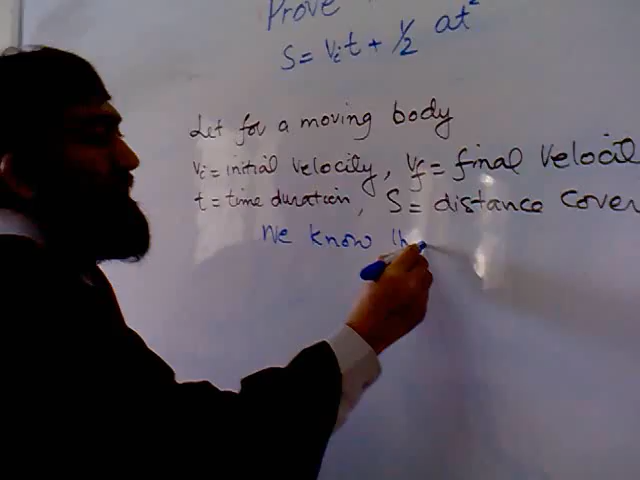 Prove
S = Vit + 1/2 at²
Let for a moving body
Vi = initial velocity, Vf = final velocit
t = time duration, S = distance cover
We know th